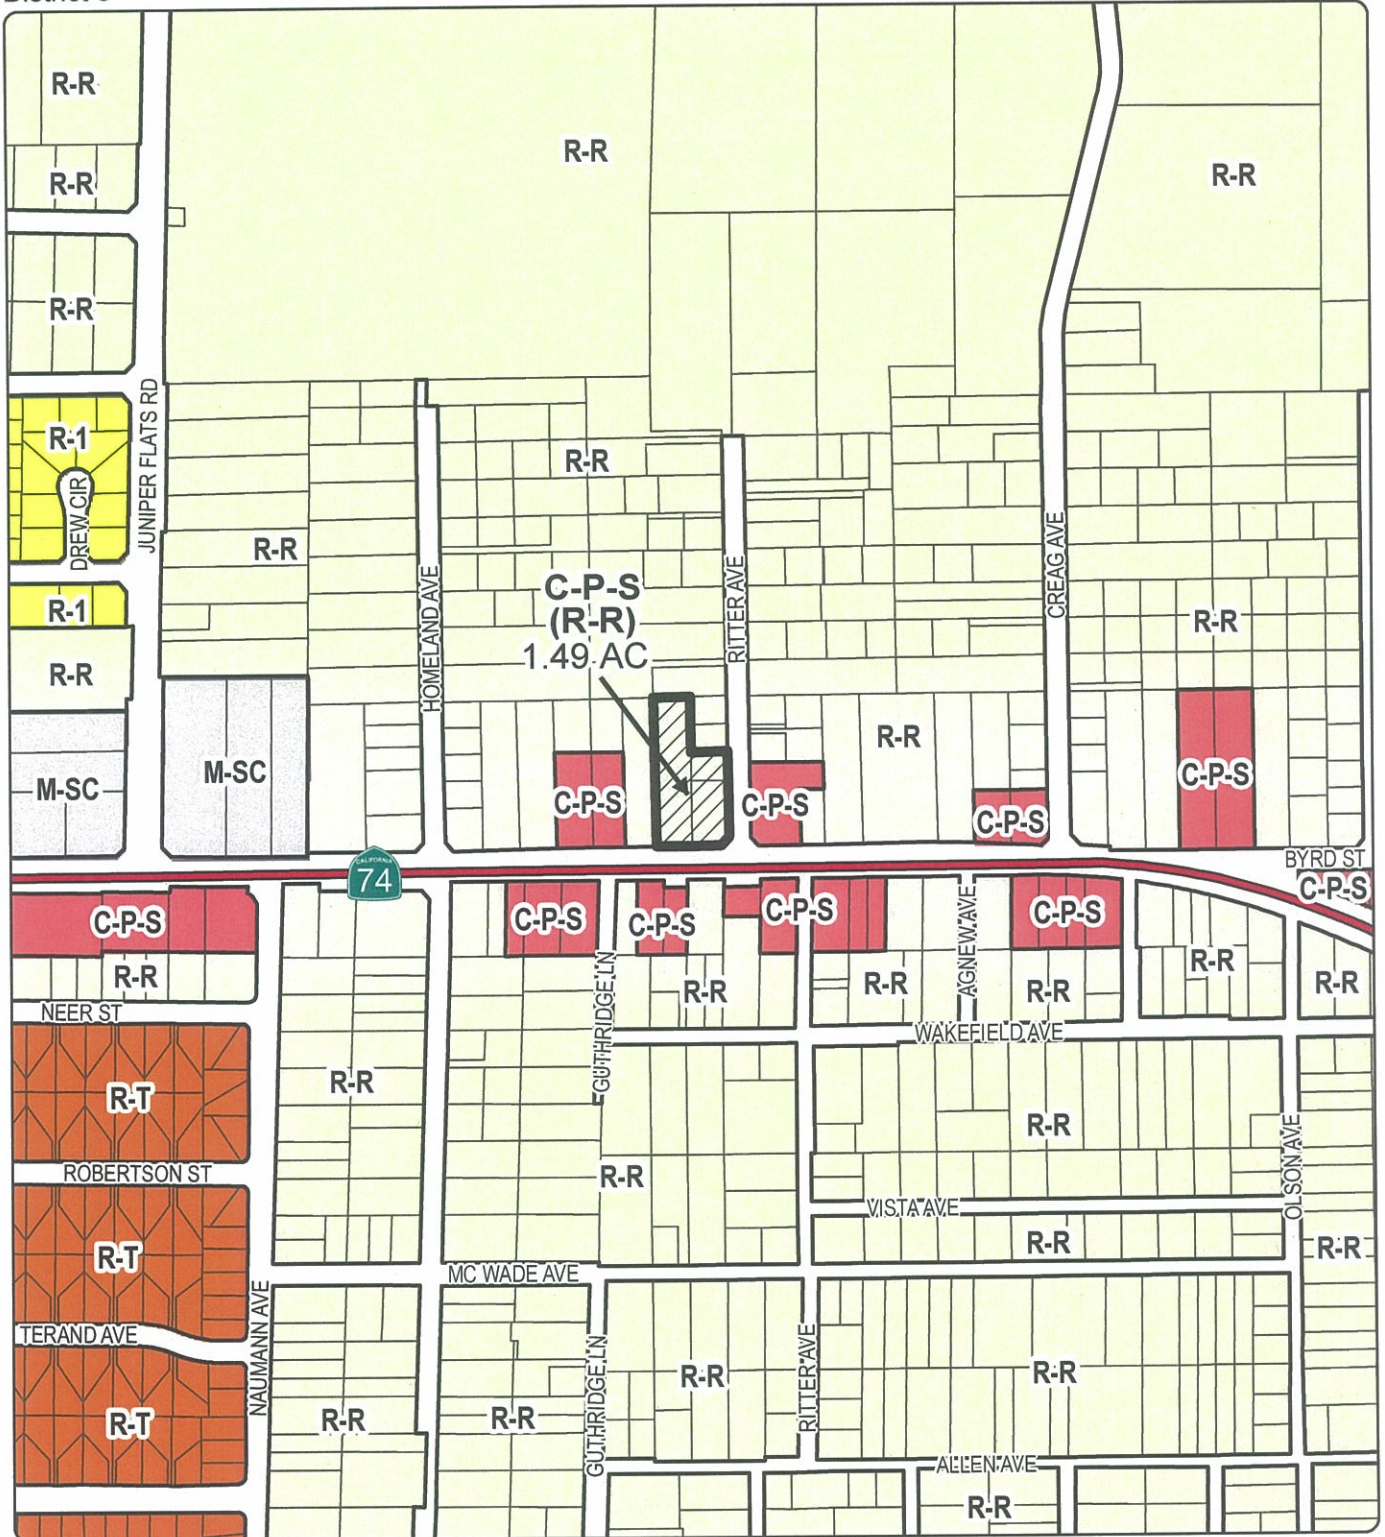 R-R
R-R
R-R
R-R
R-R
R-1
DREW CIR
JUNIPER FLATS RD
R-R
R-R
HOMELAND AVE
C-P-S
(R-R)
1.49 AC
RITTER AVE
CREAG AVE
R-1
R-R
R-R
M-SC
M-SC
C-P-S
C-P-S
R-R
C-P-S
C-P-S
BYRD ST
C-P-S
CALIFORNIA
74
C-P-S
R-R
C-P-S
C-P-S
C-P-S
C-P-S
GUTHRIDGE LN
R-R
R-R
AGNEW AVE
R-R
R-R
R-R
NEER ST
WAKEFIELD AVE
R-T
R-R
R-R
R-R
OLSON AVE
ROBERTSON ST
VISTA AVE
R-T
R-R
R-R
MC WADE AVE
TERAND AVE
NAUMANN AVE
GUTHRIDGE LN
RITTER AVE
R-T
R-R
R-R
R-R
R-R
ALLEN AVE
R-R